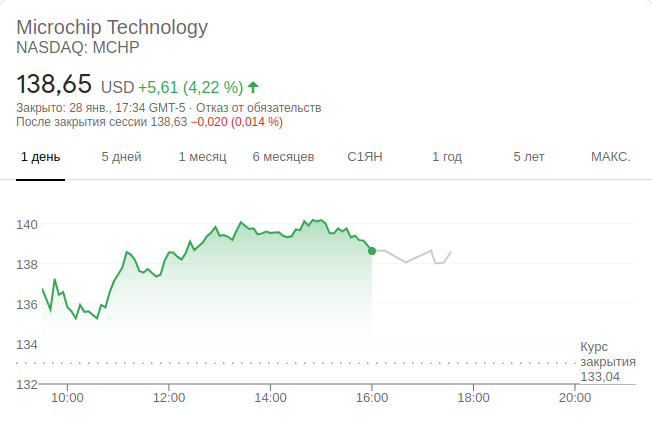 Microchip Technology
NASDAQ: MCHP
138,65 USD +5,61 (4,22 %)
Закрыто: 28 янв., 17:34 GMT-5 · Отказ от обязательств
После закрытия сессии 138,63 −0,020 (0,014 %)
1 день 5 дней 1 месяц 6 месяцев С1ЯН 1 год 5 лет МАКС.
140
138
136
134
Курс
закрытия
133,04
132
10:00 12:00 14:00 16:00 18:00 20:00